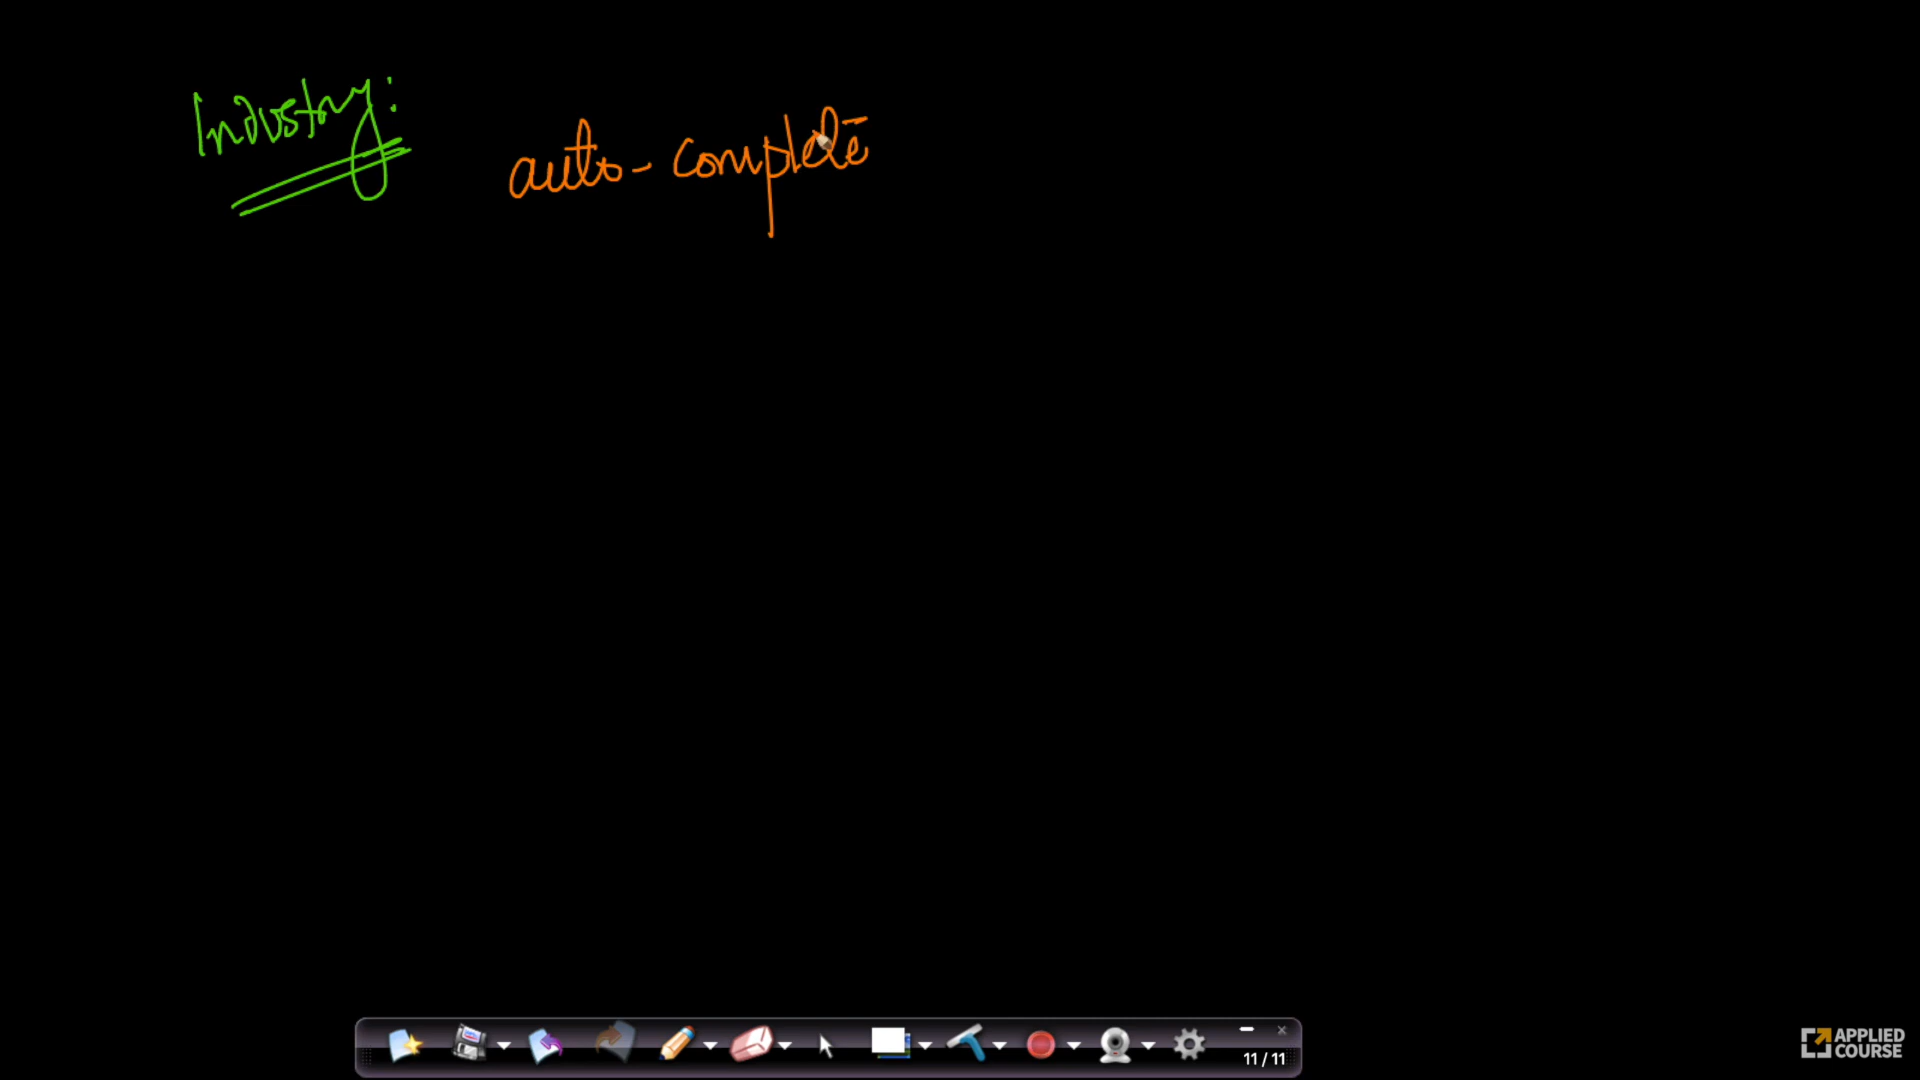 Industry:
auto-complete
11 / 11
APPLIED
COURSE